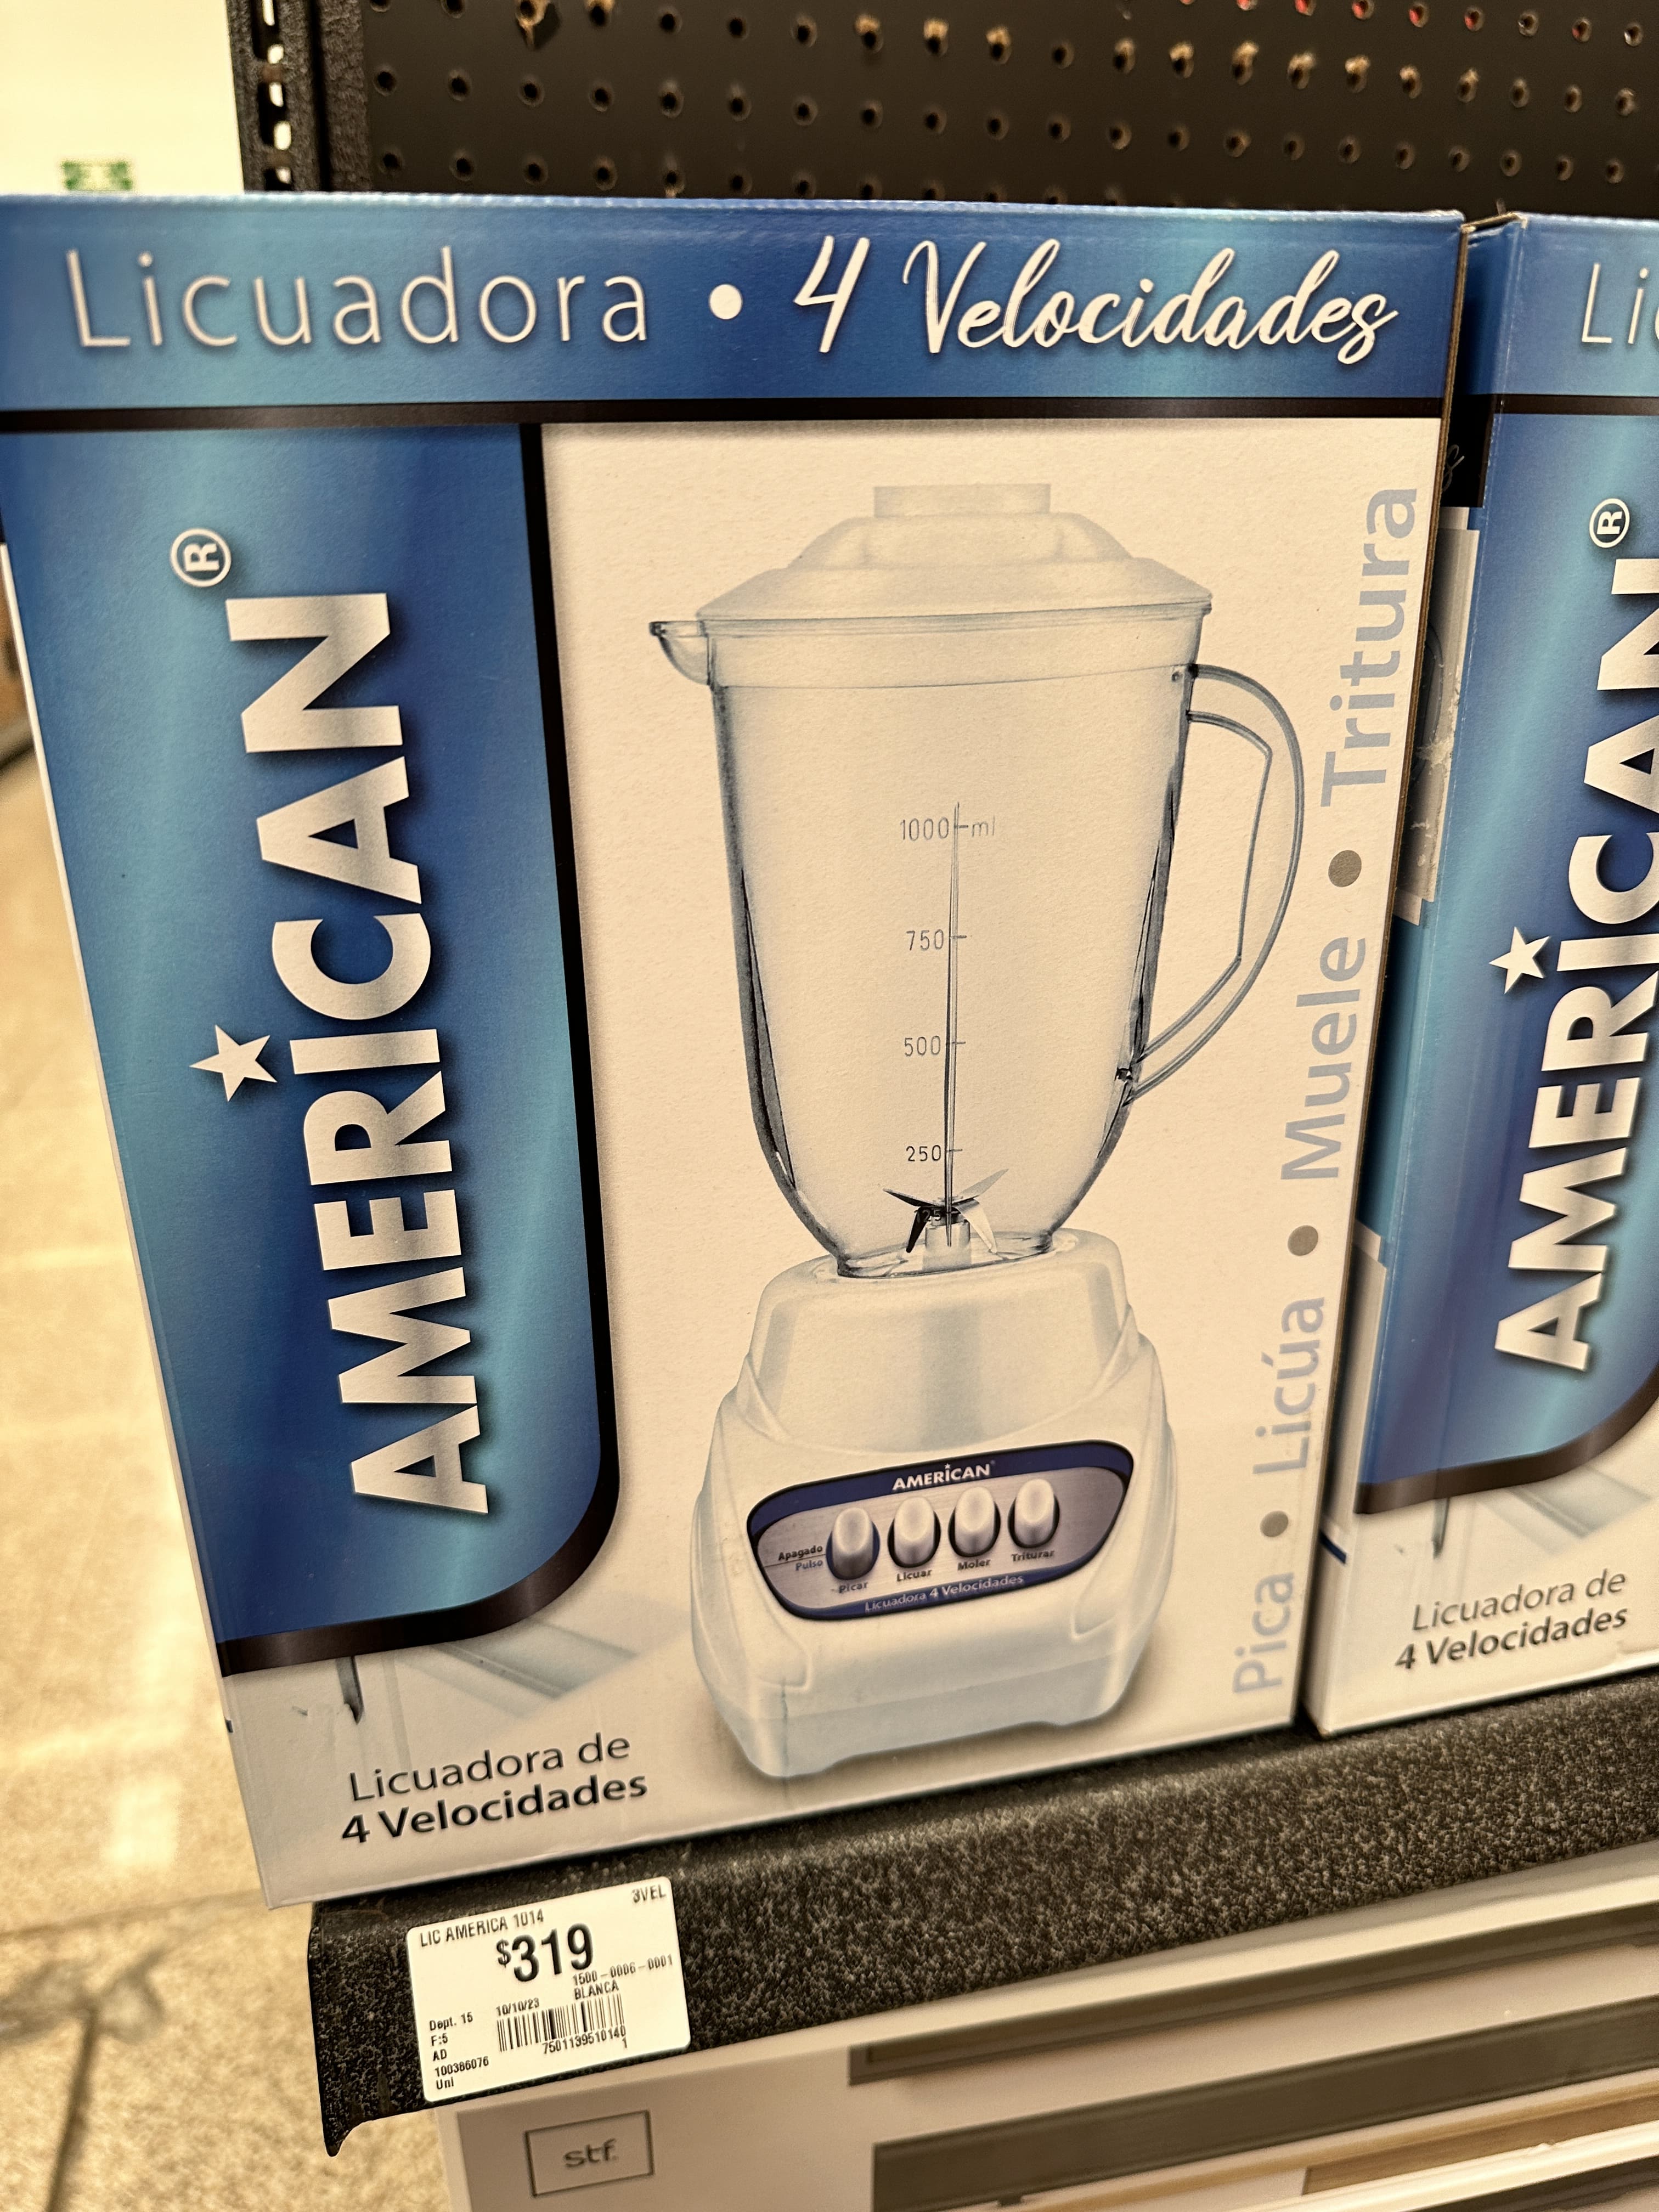 Licuadora • 4 Velocidades
AMERICAN®
1000 ml
750
500
250
Pica • Licúa • Muele • Tritura
AMERICAN
Apagado
Pulso
Picar
Licuar
Moler
Triturar
Licuadora 4 Velocidades
Licuadora de
4 Velocidades
AMERICAN®
Licuadora de
4 Velocidades
3VEL
LIC AMERICA 1014
$319
1500-0006-0001
10/10/23
BLANCA
Dept. 15
F:5
AD
100386076
Uni
7501139510140
1
stf.